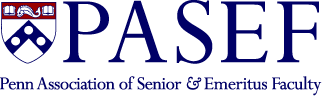 PASEF
Penn Association of Senior & Emeritus Faculty